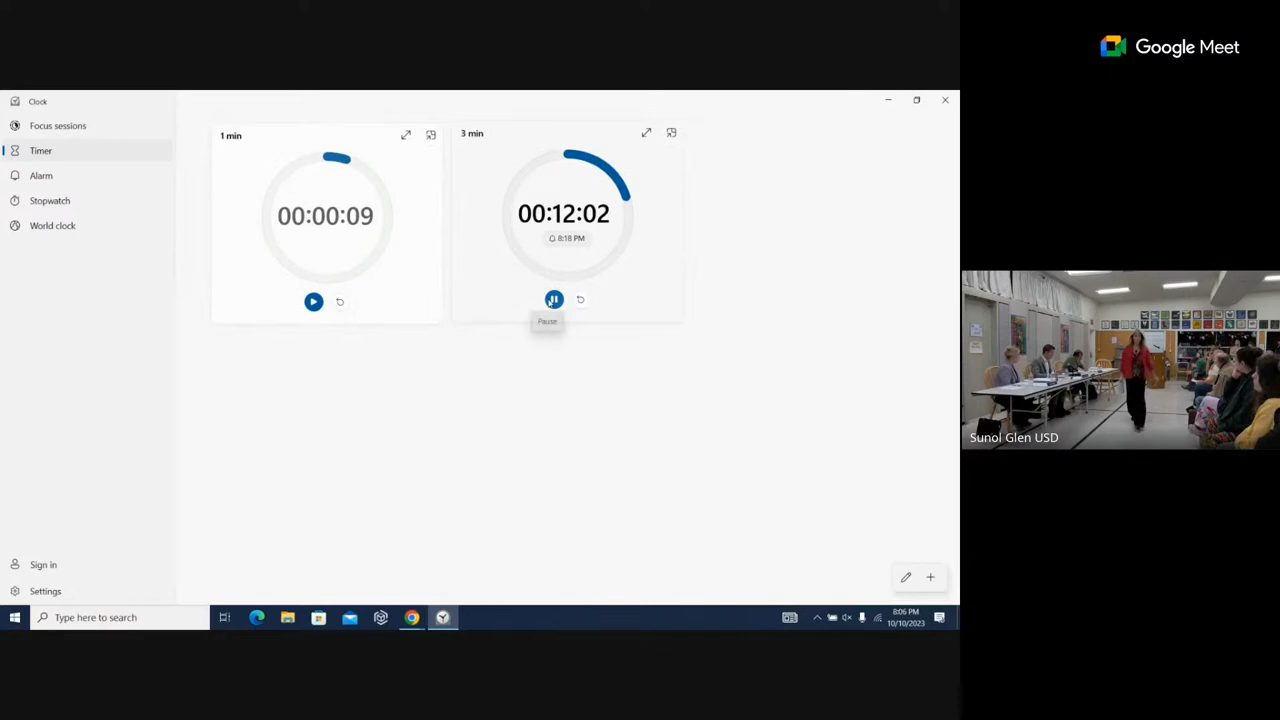 Google Meet
Clock
Focus sessions
Timer
Alarm
Stopwatch
World clock
1 min
00:00:09
3 min
00:12:02
8:18 PM
Pause
Sign in
Settings
Type here to search
8:06 PM
10/10/2023
Sunol Glen USD